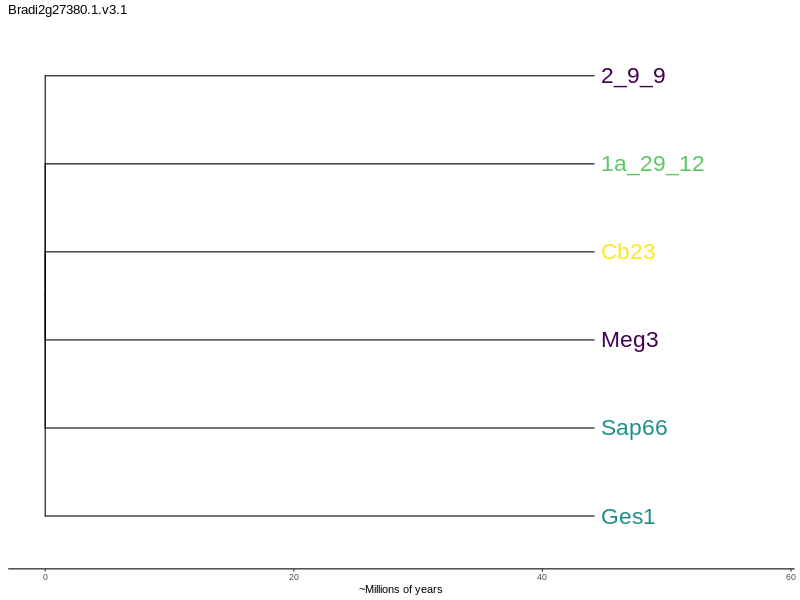 Bradi2g27380.1.v3.1
2_9_9
1a_29_12
Cb23
Meg3
Sap66
Ges1
0 20 40 60
~Millions of years